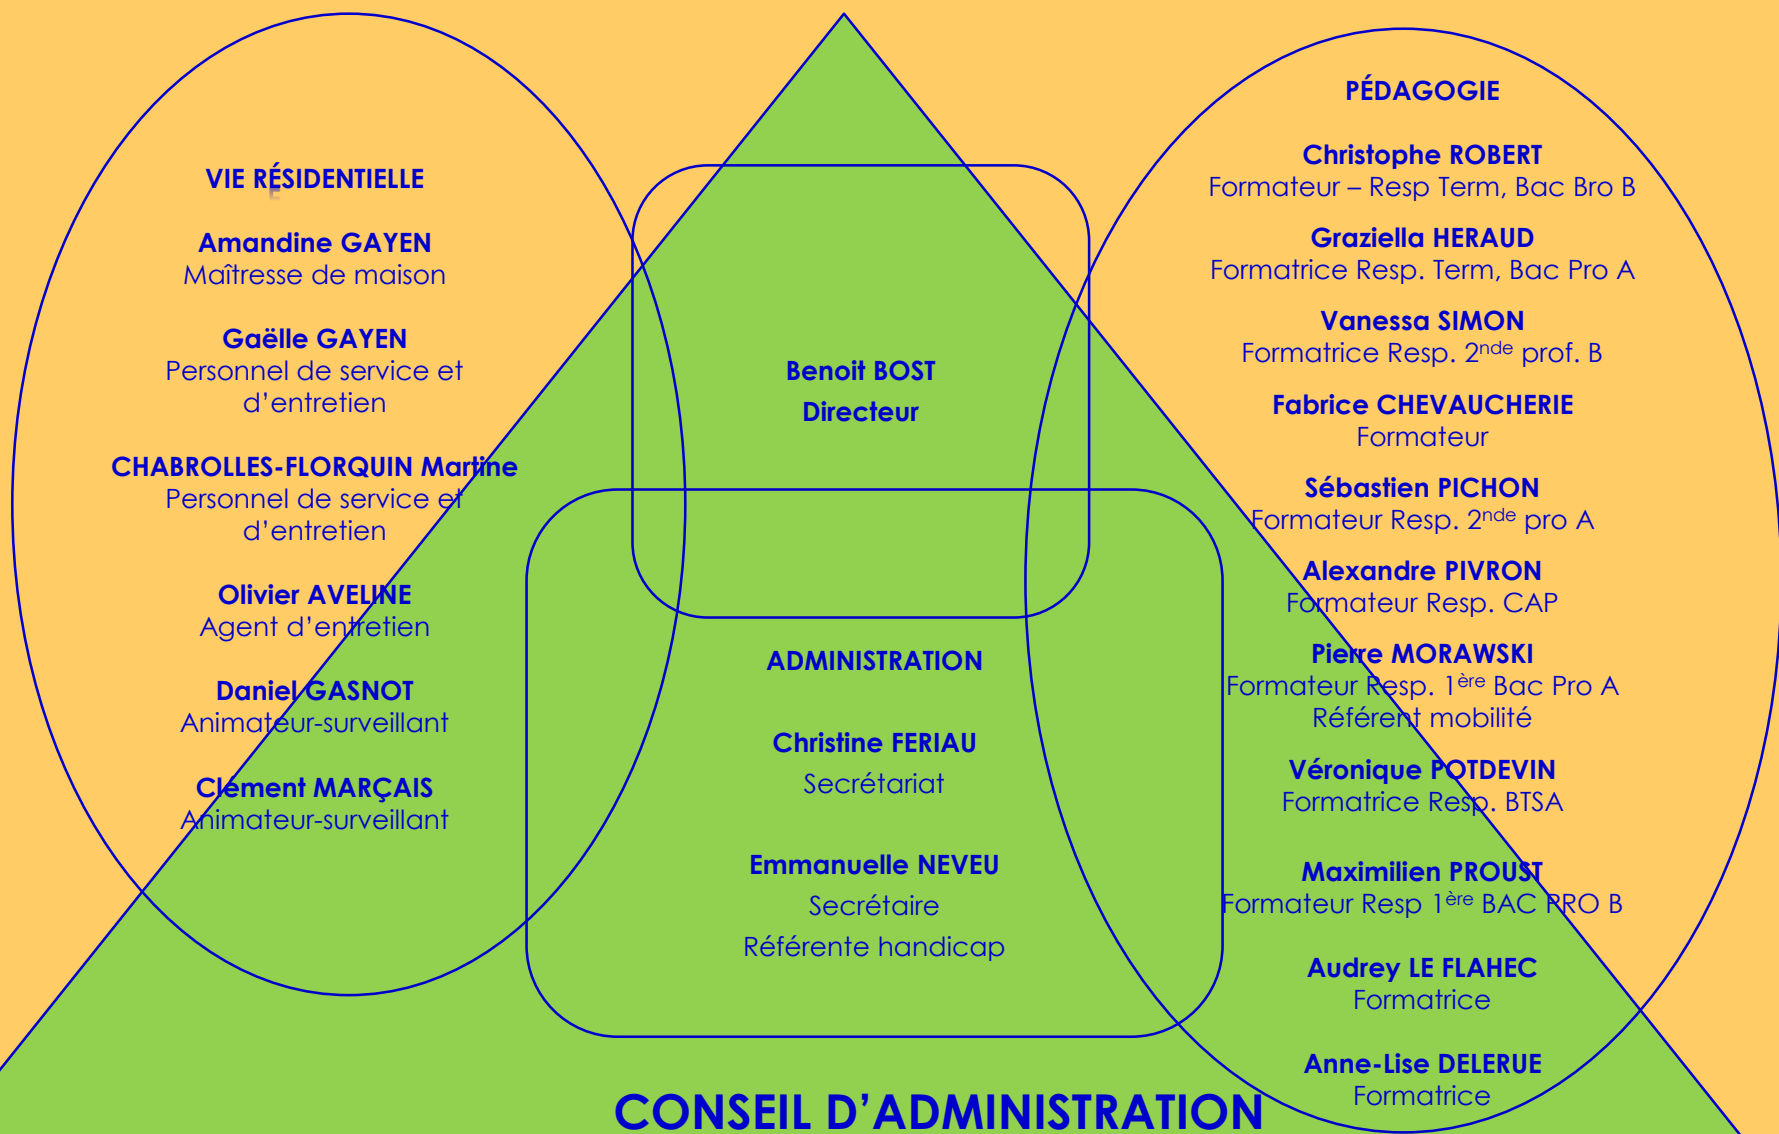 VIE RÉSIDENTIELLE
Amandine GAYEN
Maîtresse de maison
Gaëlle GAYEN
Personnel de service et
d’entretien
CHABROLLES-FLORQUIN Martine
Personnel de service et
d’entretien
Olivier AVELINE
Agent d’entretien
Daniel GASNOT
Animateur-surveillant
Clément MARÇAIS
Animateur-surveillant
Benoit BOST
Directeur
ADMINISTRATION
Christine FERIAU
Secrétariat
Emmanuelle NEVEU
Secrétaire
Référente handicap
PÉDAGOGIE
Christophe ROBERT
Formateur – Resp Term, Bac Bro B
Graziella HERAUD
Formatrice Resp. Term, Bac Pro A
Vanessa SIMON
Formatrice Resp. 2nde prof. B
Fabrice CHEVAUCHERIE
Formateur
Sébastien PICHON
Formateur Resp. 2nde pro A
Alexandre PIVRON
Formateur Resp. CAP
Pierre MORAWSKI
Formateur Resp. 1ère Bac Pro A
Référent mobilité
Véronique POTDEVIN
Formatrice Resp. BTSA
Maximilien PROUST
Formateur Resp 1ère BAC PRO B
Audrey LE FLAHEC
Formatrice
Anne-Lise DELERUE
Formatrice
CONSEIL D’ADMINISTRATION